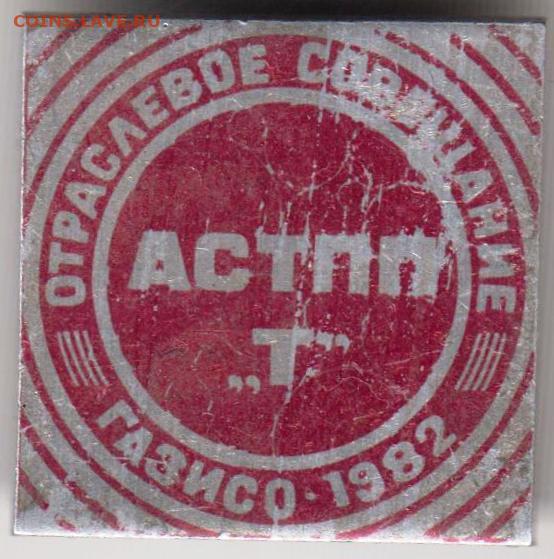 COINS.LAVE.RU
ОТРАСЛЕВОЕ СОВЕЩАНИЕ
АСТПП
„Т”
ГАЗИСО · 1982